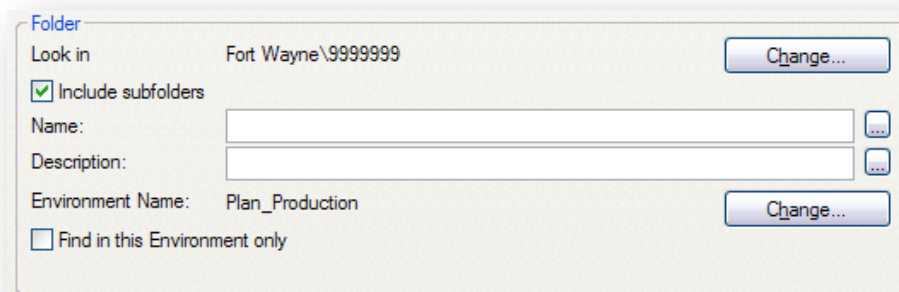 Folder
Look in Fort Wayne\9999999 Change...
Include subfolders
Name: ...
Description: ...
Environment Name: Plan_Production Change...
Find in this Environment only